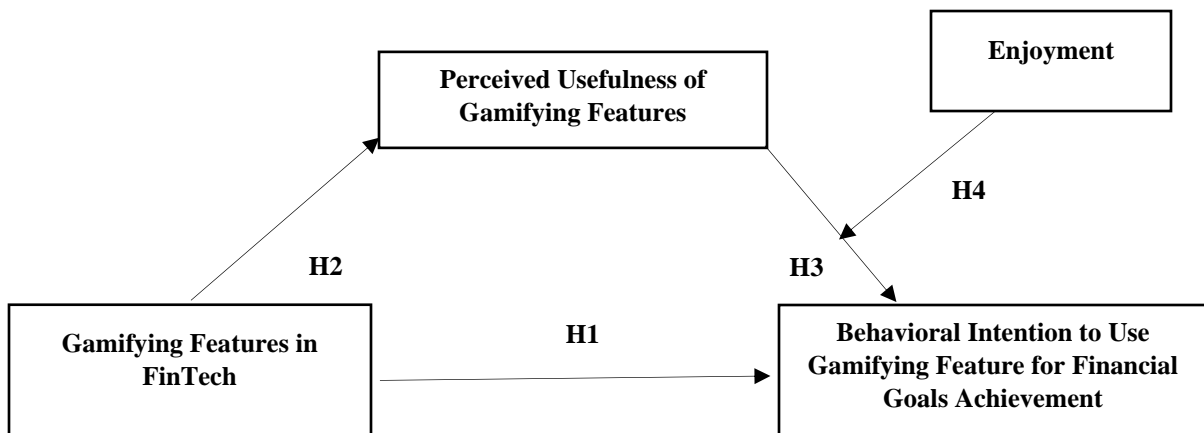 Enjoyment
Perceived Usefulness of
Gamifying Features
H4
H2
H3
H1
Gamifying Features in
FinTech
Behavioral Intention to Use
Gamifying Feature for Financial
Goals Achievement